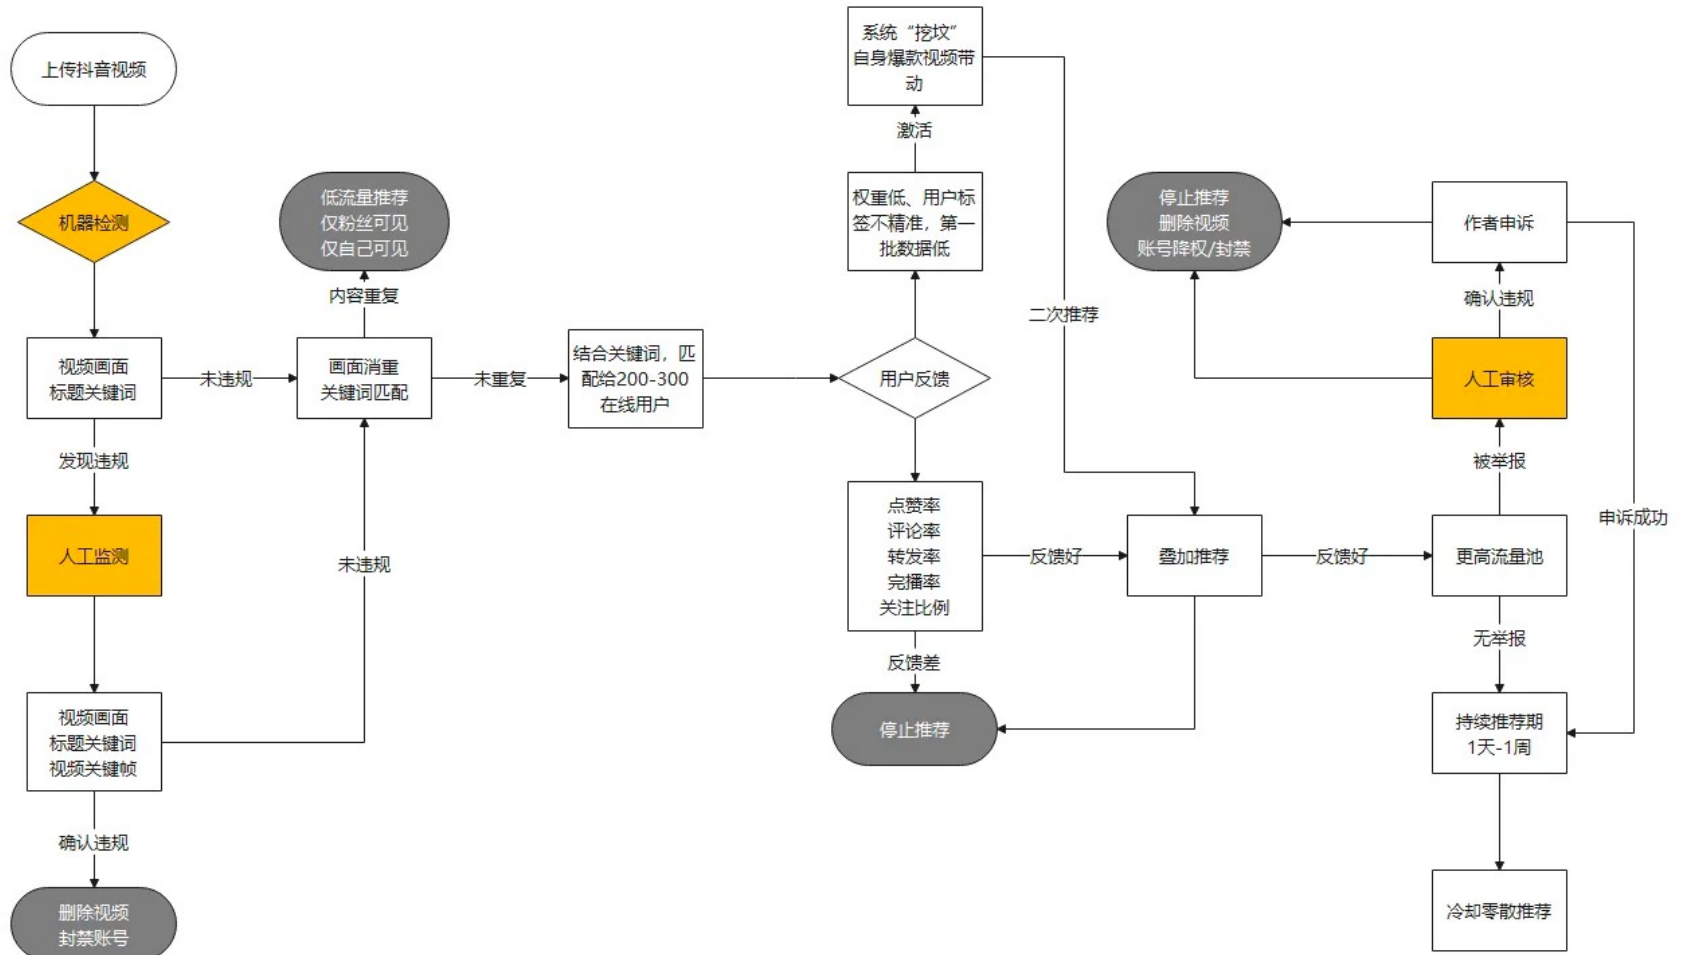 上传抖音视频
机器检测
视频画面
标题关键词
未违规
发现违规
人工监测
视频画面
标题关键词
视频关键帧
未违规
确认违规
删除视频
封禁账号
低流量推荐
仅粉丝可见
仅自己可见
内容重复
画面消重
关键词匹配
未重复
结合关键词，匹
配给200-300
在线用户
用户反馈
系统“挖坟”
自身爆款视频带
动
激活
权重低、用户标
签不精准，第一
批数据低
二次推荐
点赞率
评论率
转发率
完播率
关注比例
反馈好
反馈差
停止推荐
叠加推荐
反馈好
更高流量池
被举报
人工审核
确认违规
作者申诉
停止推荐
删除视频
账号降权/封禁
申诉成功
无举报
持续推荐期
1天-1周
冷却零散推荐